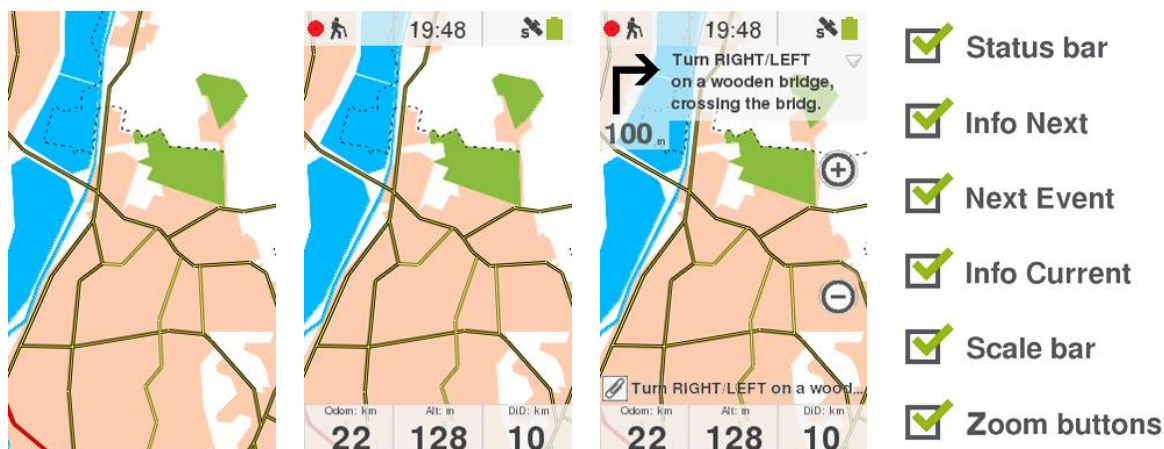 19:48
S
Odom: km
Alt: m
DiD: km
22
128
10
19:48
S
Turn RIGHT/LEFT
on a wooden bridge,
crossing the bridg.
100 m
Turn RIGHT/LEFT on a wood...
Odom: km
Alt: m
DiD: km
22
128
10
Status bar
Info Next
Next Event
Info Current
Scale bar
Zoom buttons